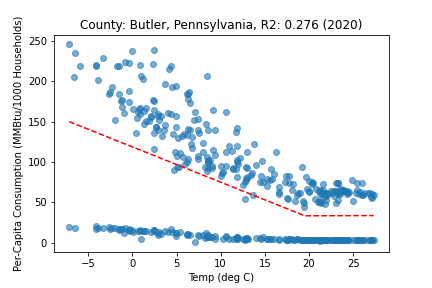 County: Butler, Pennsylvania, R2: 0.276 (2020)
Per-Capita Consumption (MMBtu/1000 Households)
250
200
150
100
50
0
−5 0 5 10 15 20 25
Temp (deg C)